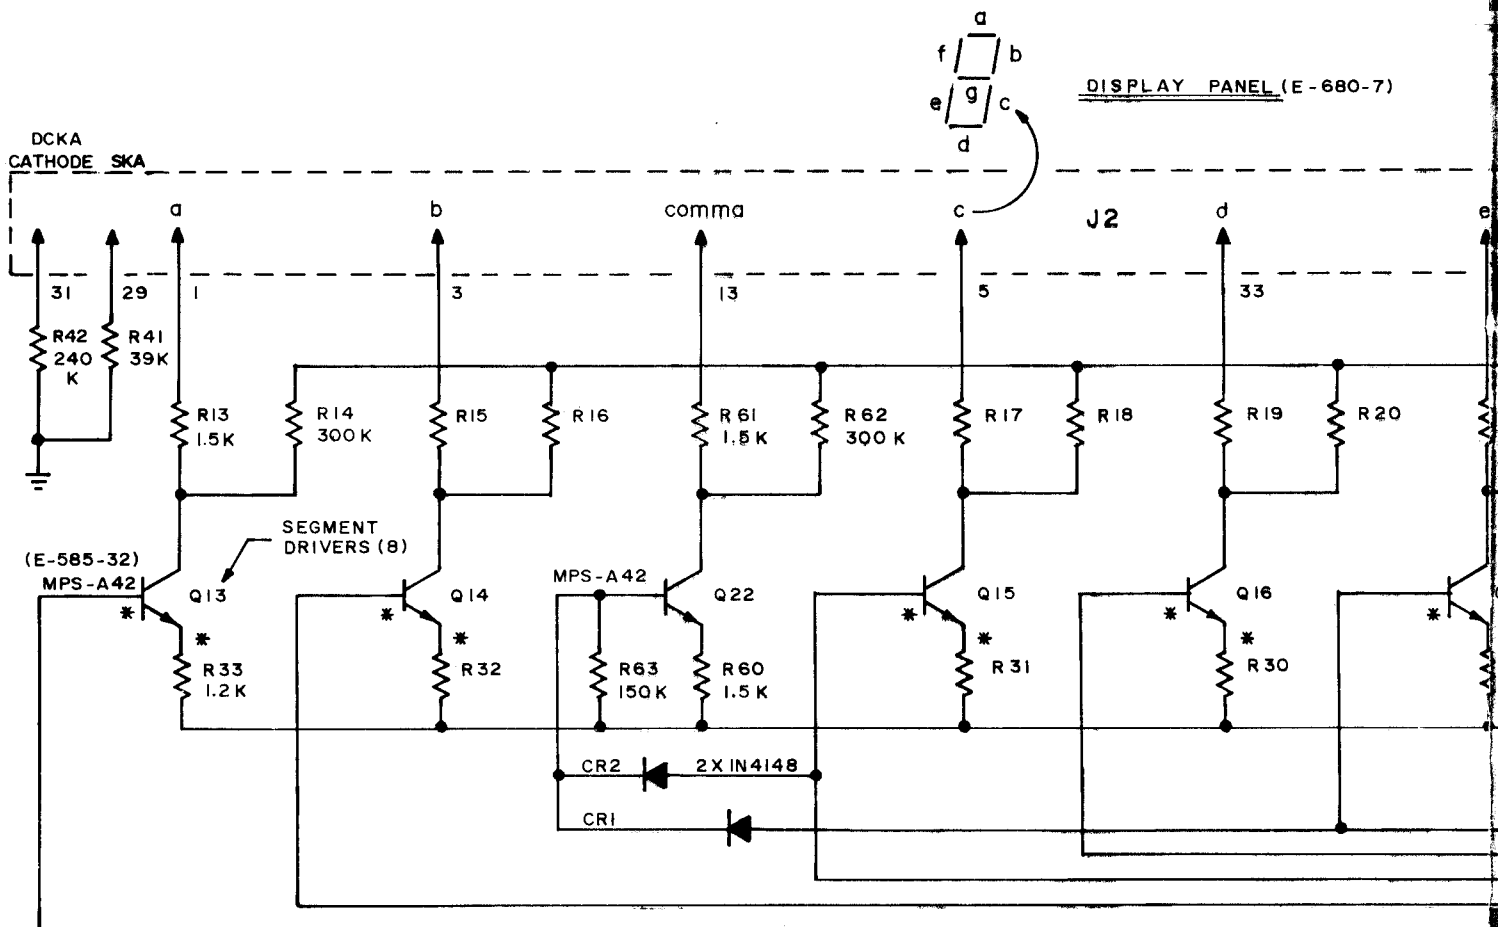 a
f b
DISPLAY PANEL (E-680-7)
e g c
d
DCKA
CATHODE SKA
a b comma c J2 d e
31 29 1 3 13 5 33
R42
240
K
R41
39K
R13
1.5K
R14
300K
R15
R16
R61
1.5K
R62
300K
R17
R18
R19
R20
SEGMENT
DRIVERS (8)
(E-585-32)
MPS-A42
Q13
*
*
Q14
*
*
MPS-A42
Q22
Q15
*
*
Q16
*
*
*
R33
1.2K
R32
R63
150K
R60
1.5K
R31
R30
CR2 2X IN4148
CR1